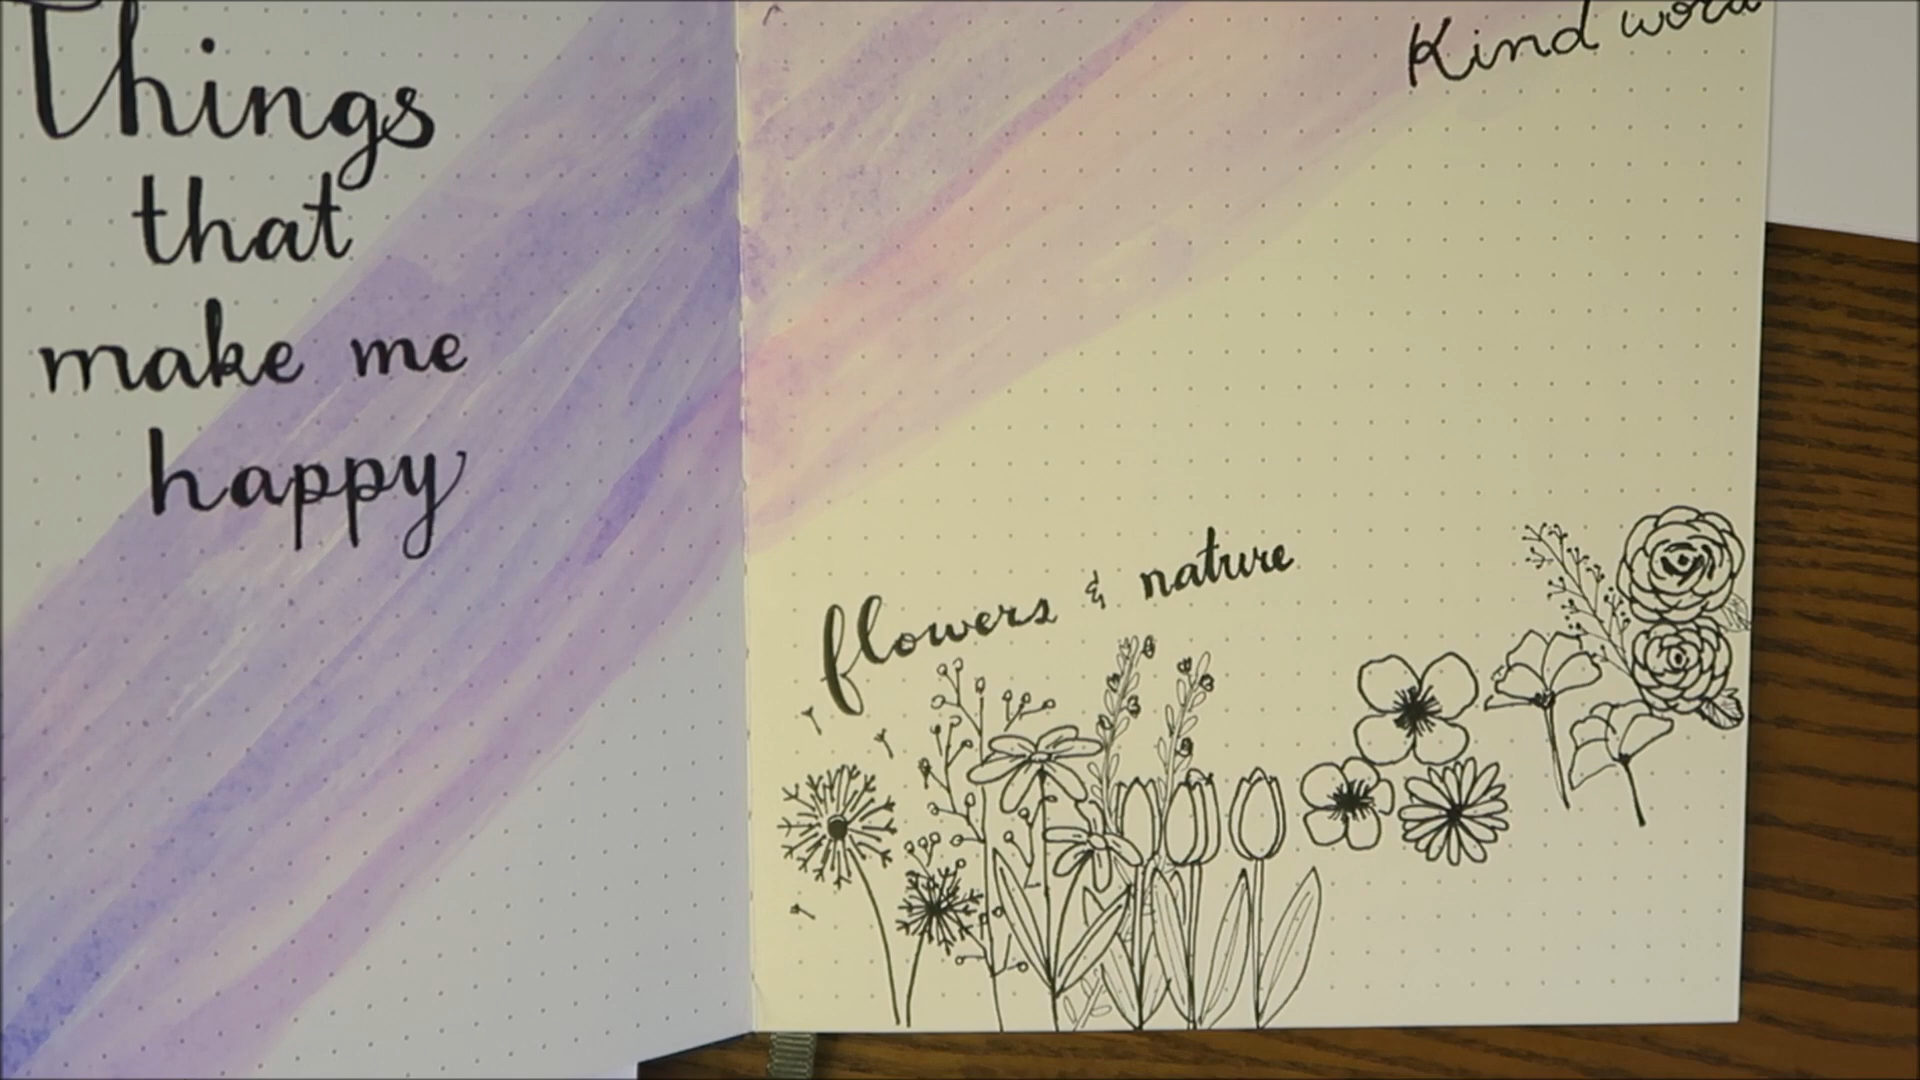 Things
that
make me
happy
Kind
flowers & nature